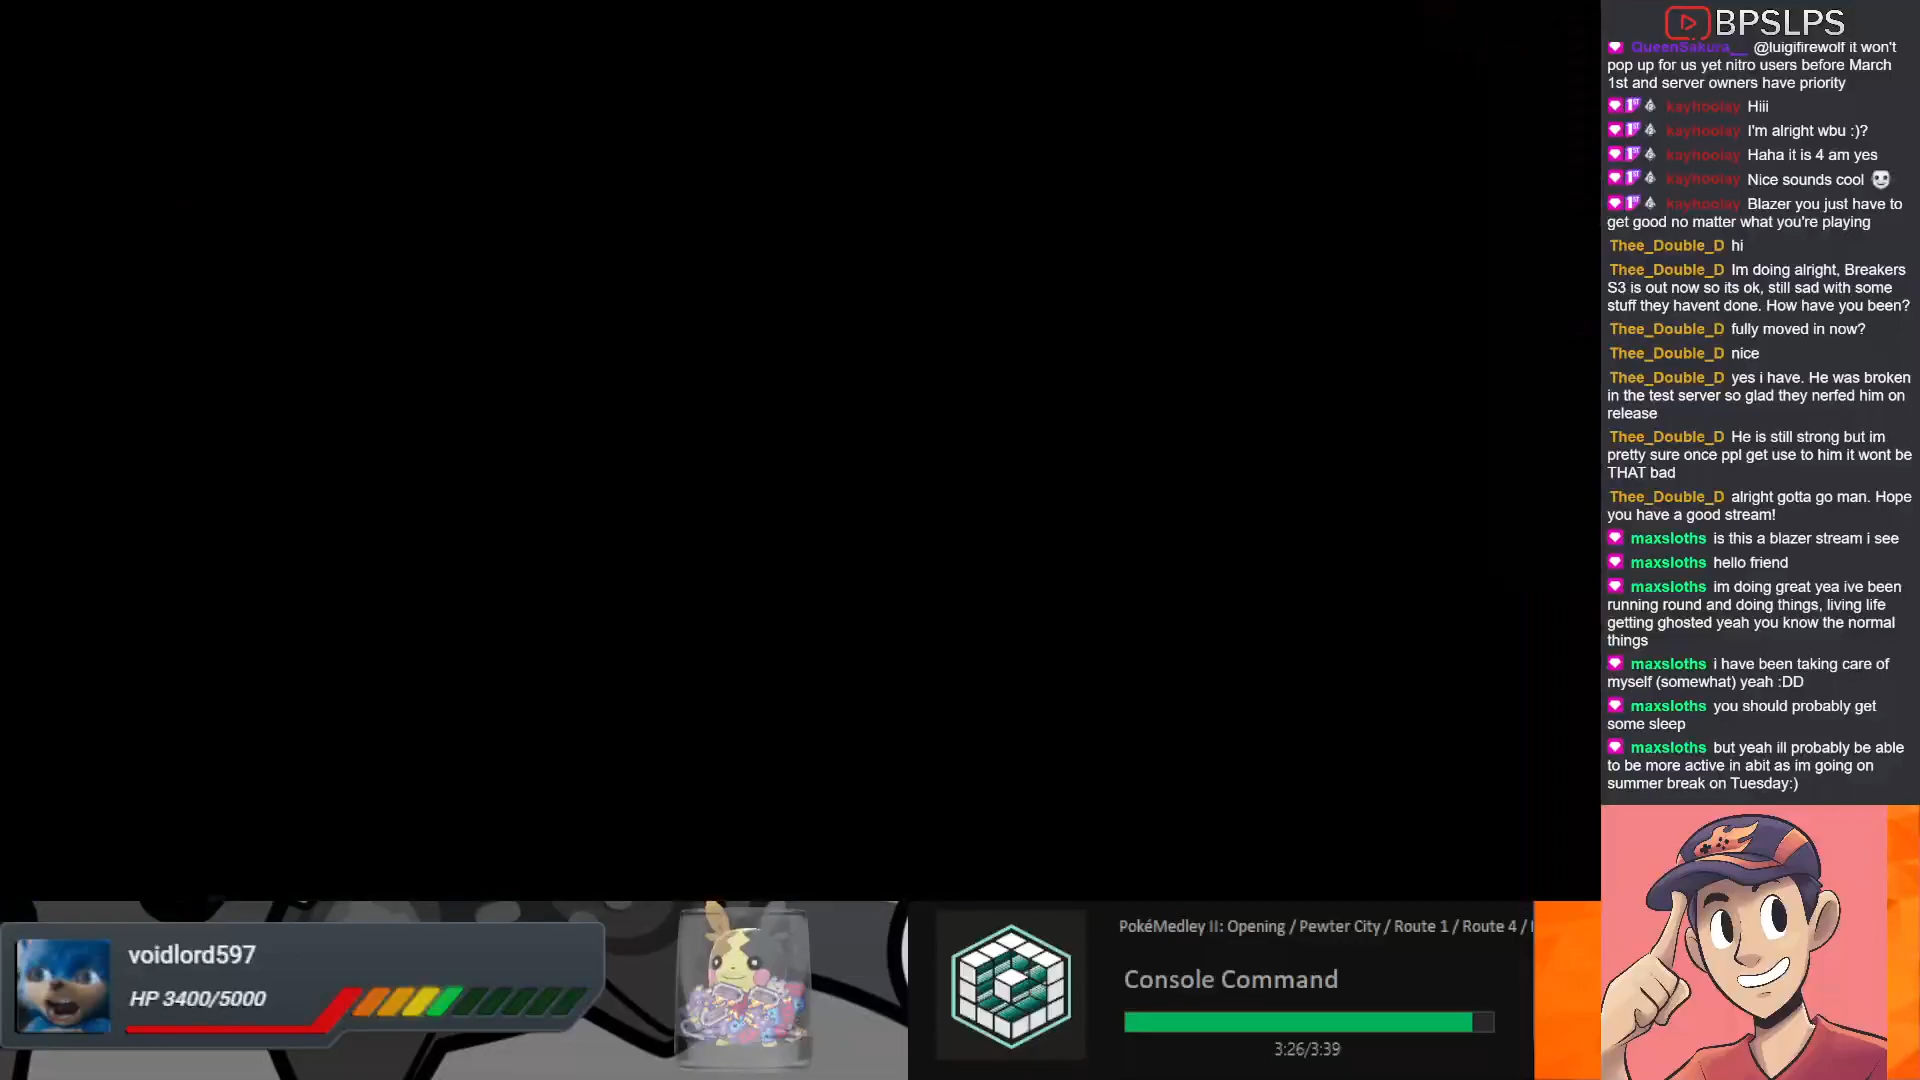 BPSLPS
QueenSakura__ @luigifirewolf it won't
pop up for us yet nitro users before March
1st and server owners have priority
kayhoolay Hiii
kayhoolay I'm alright wbu :)?
kayhoolay Haha it is 4 am yes
kayhoolay Nice sounds cool
kayhoolay Blazer you just have to
get good no matter what you're playing
Thee_Double_D hi
Thee_Double_D Im doing alright, Breakers
S3 is out now so its ok, still sad with some
stuff they havent done. How have you been?
Thee_Double_D fully moved in now?
Thee_Double_D nice
Thee_Double_D yes i have. He was broken
in the test server so glad they nerfed him on
release
Thee_Double_D He is still strong but im
pretty sure once ppl get use to him it wont be
THAT bad
Thee_Double_D alright gotta go man. Hope
you have a good stream!
maxsloths is this a blazer stream i see
maxsloths hello friend
maxsloths im doing great yea ive been
running round and doing things, living life
getting ghosted yeah you know the normal
things
maxsloths i have been taking care of
myself (somewhat) yeah :DD
maxsloths you should probably get
some sleep
maxsloths but yeah ill probably be able
to be more active in abit as im going on
summer break on Tuesday:)
voidlord597
HP 3400/5000
PokéMedley II: Opening / Pewter City / Route 1 / Route 4 /
Console Command
3:26/3:39